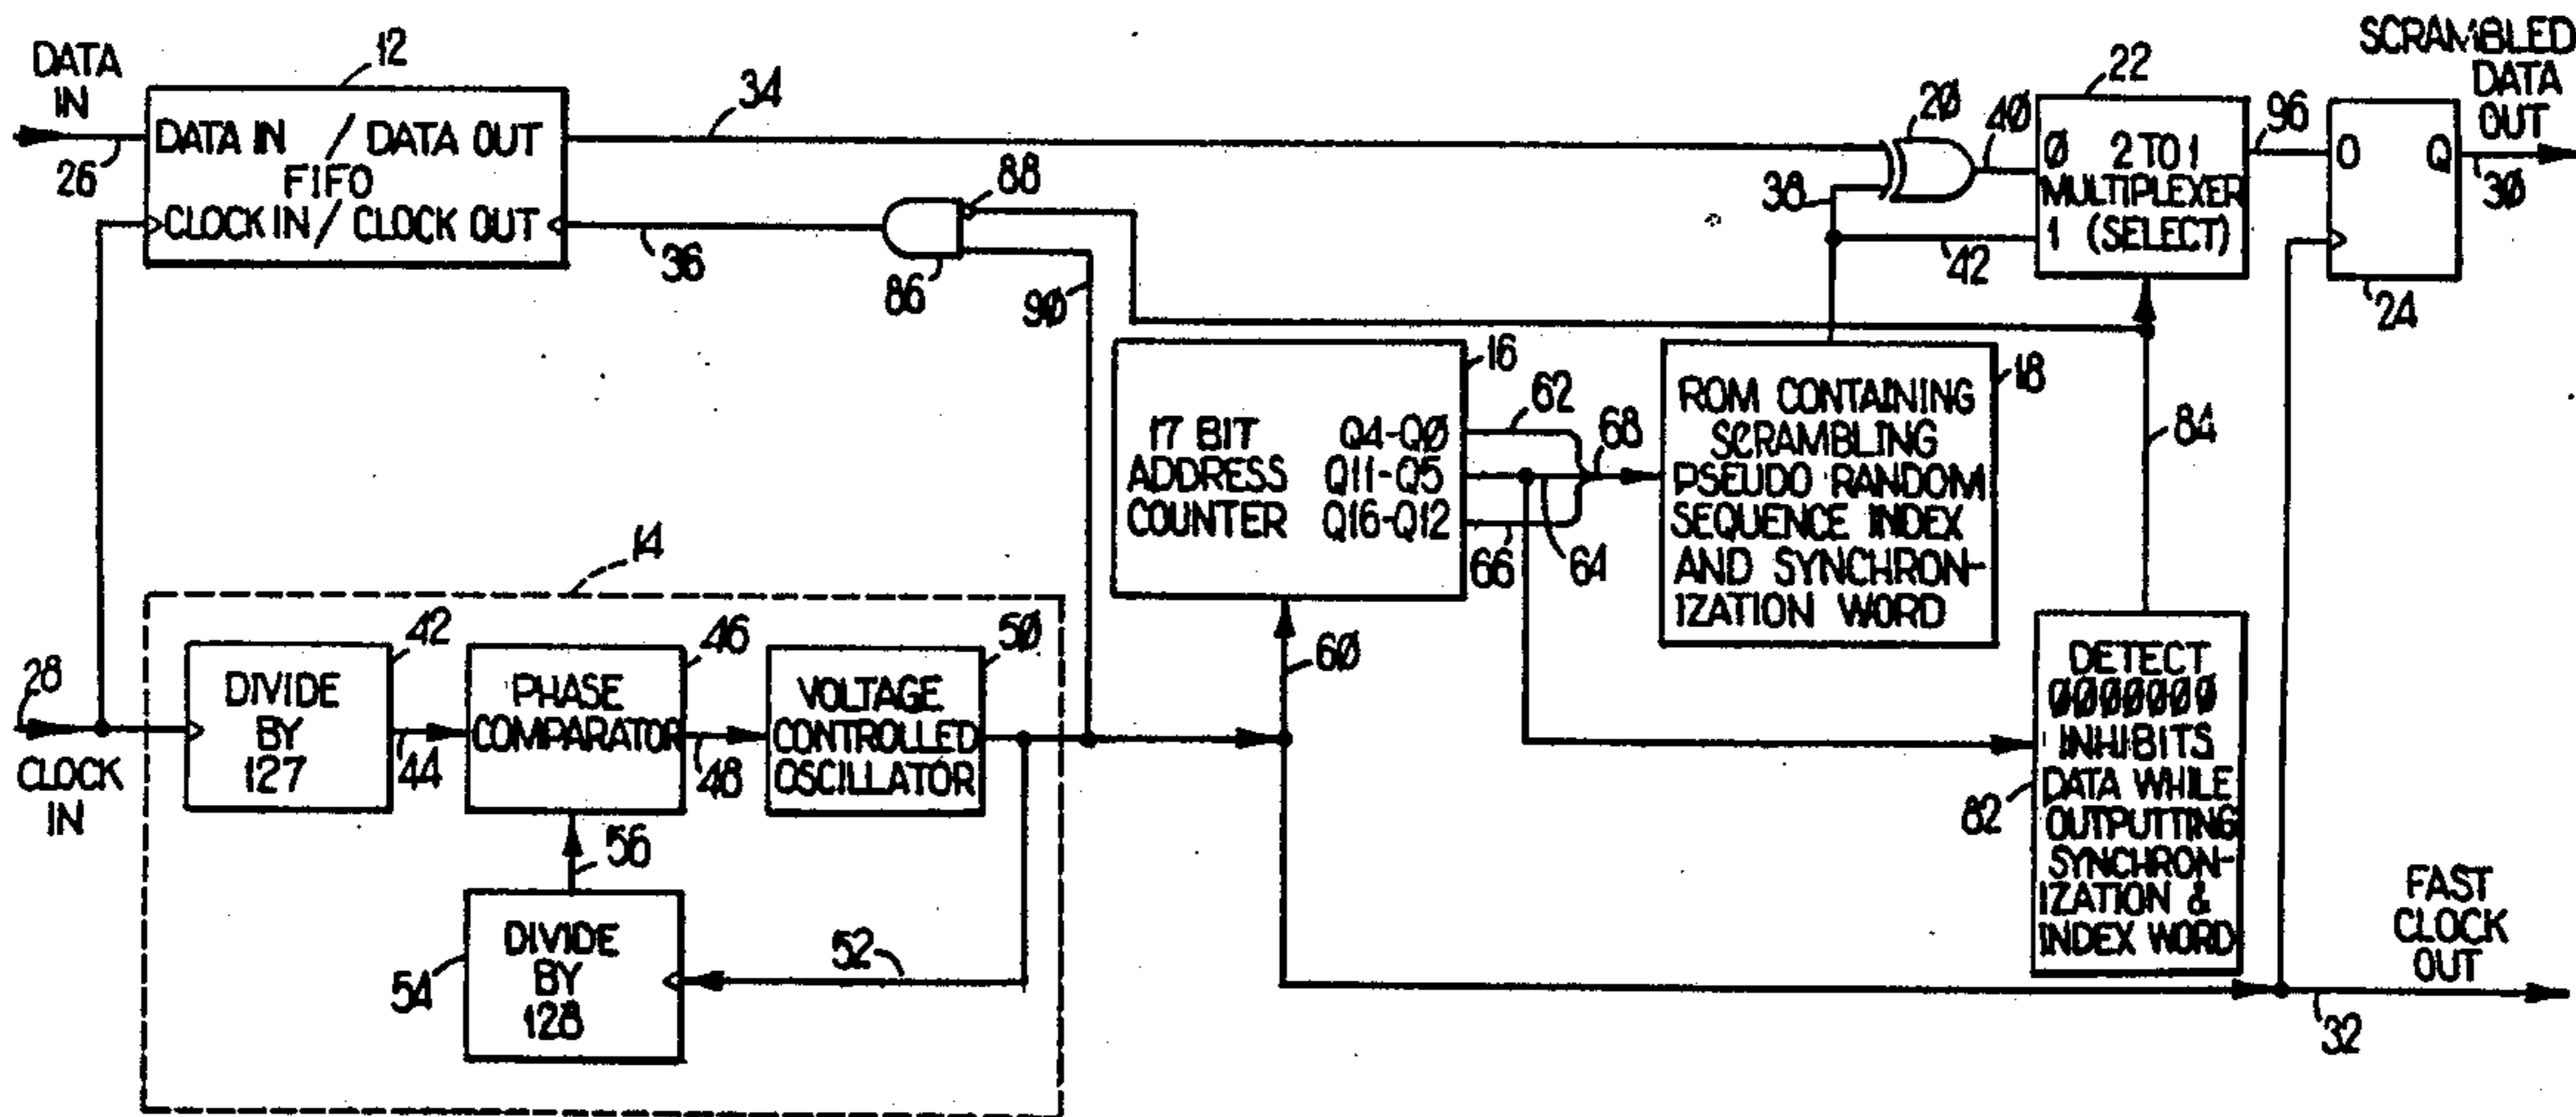 DATA
IN
26
12
DATA IN / DATA OUT
FIFO
CLOCK IN / CLOCK OUT
34
36
88
86
90
20
38
40
42
22
0 2 TO 1
MULTIPLEXER
1 (SELECT)
96
O Q
24
SCRAMBLED
DATA
OUT
30
28
CLOCK
IN
14
42
DIVIDE
BY
127
44
46
PHASE
COMPARATOR
48
50
VOLTAGE
CONTROLLED
OSCILLATOR
56
54
DIVIDE
BY
128
52
60
16
17 BIT
ADDRESS
COUNTER
Q4-QØ
Q11-Q5
Q16-Q12
62
64
66
68
18
ROM CONTAINING
SCRAMBLING
PSEUDO RANDOM
SEQUENCE INDEX
AND SYNCHRON-
IZATION WORD
84
82
DETECT
ØØØØØØØ
INHIBITS
DATA WHILE
OUTPUTTING
SYNCHRON-
IZATION &
INDEX WORD
FAST
CLOCK
OUT
32